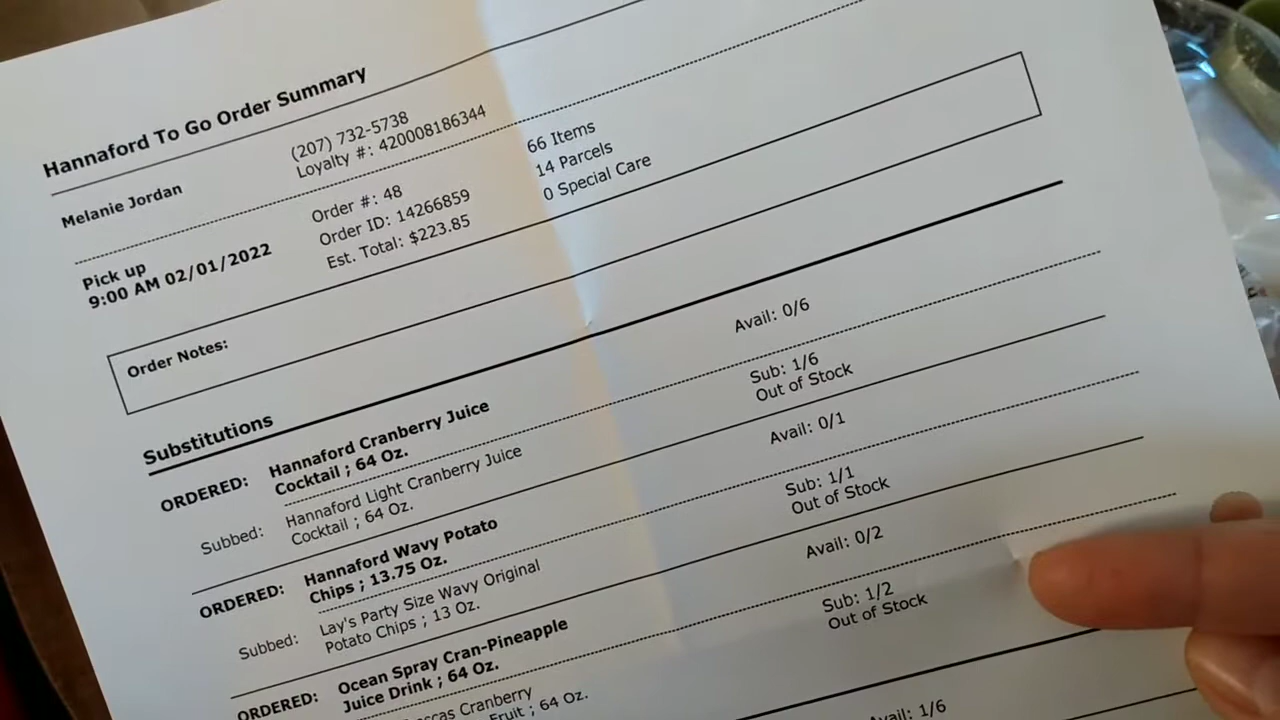 Hannaford To Go Order Summary
Melanie Jordan
(207) 732-5738
Loyalty #: 420008186344
Pick up
9:00 AM 02/01/2022
Order #: 48
Order ID: 14266859
Est. Total: $223.85
66 Items
14 Parcels
0 Special Care
Order Notes:
Substitutions
ORDERED: Hannaford Cranberry Juice
Cocktail ; 64 Oz.
Avail: 0/6
Subbed: Hannaford Light Cranberry Juice
Cocktail ; 64 Oz.
Sub: 1/6
Out of Stock
ORDERED: Hannaford Wavy Potato
Chips ; 13.75 Oz.
Avail: 0/1
Subbed: Lay's Party Size Wavy Original
Potato Chips ; 13 Oz.
Sub: 1/1
Out of Stock
ORDERED: Ocean Spray Cran-Pineapple
Juice Drink ; 64 Oz.
Avail: 0/2
Cranberry
Fruit ; 64 Oz.
Sub: 1/2
Out of Stock
Avail: 1/6